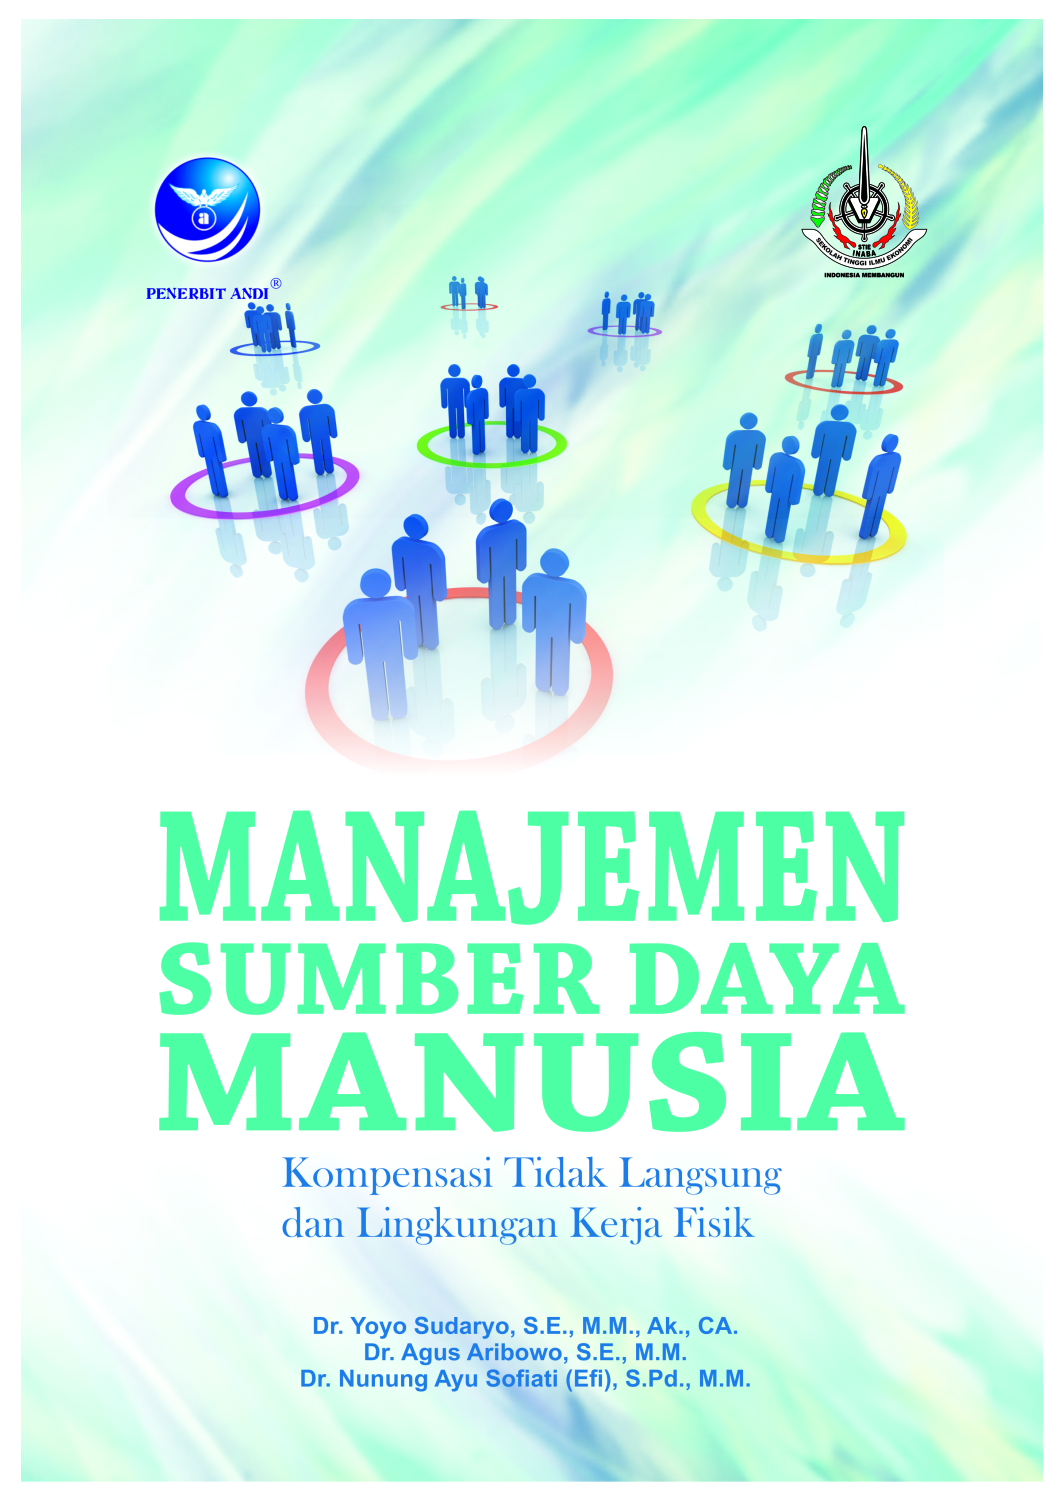 PENERBIT ANDI®
a
STIE
INABA
SEKOLAH TINGGI ILMU EKONOMI
INDONESIA MEMBANGUN
MANAJEMEN
SUMBER DAYA
MANUSIA
Kompensasi Tidak Langsung
dan Lingkungan Kerja Fisik
Dr. Yoyo Sudaryo, S.E., M.M., Ak., CA.
Dr. Agus Aribowo, S.E., M.M.
Dr. Nunung Ayu Sofiati (Efi), S.Pd., M.M.